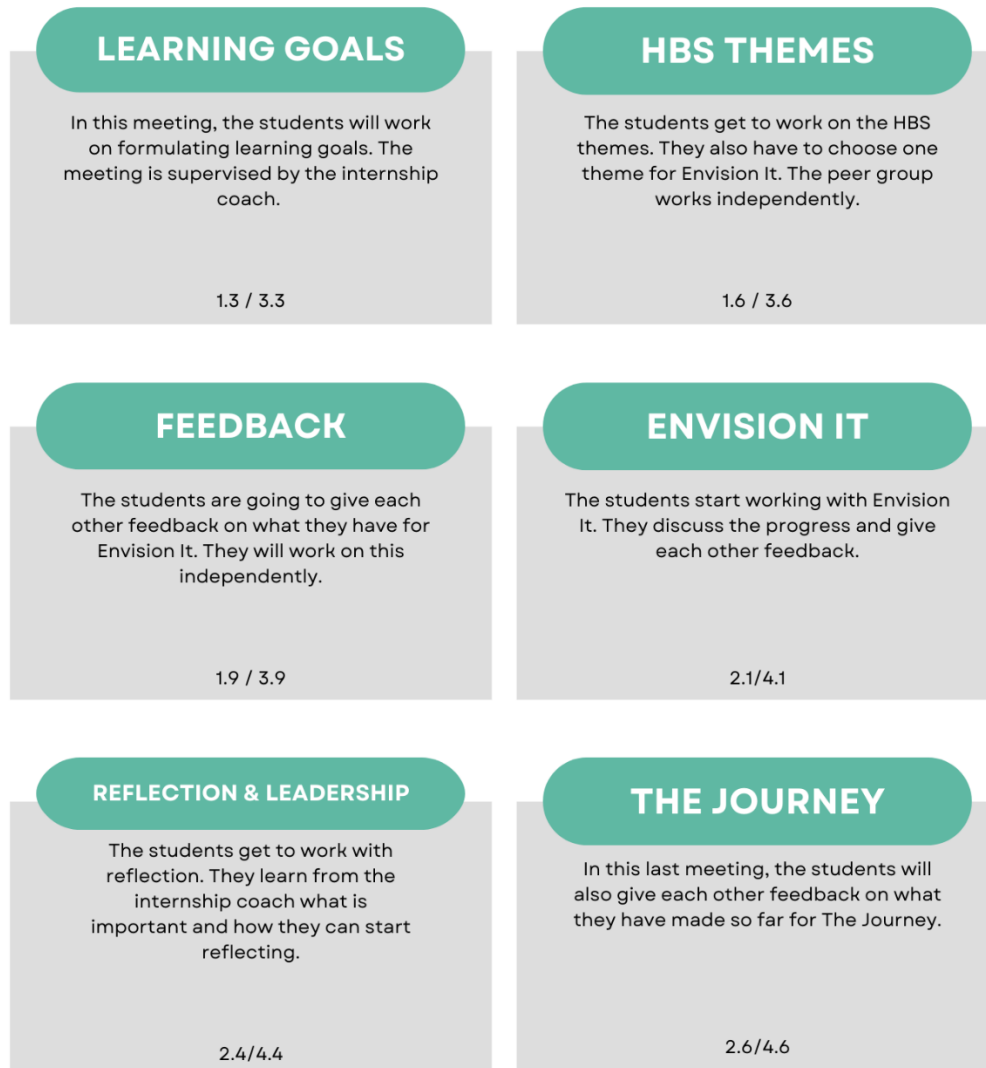 LEARNING GOALS
In this meeting, the students will work
on formulating learning goals. The
meeting is supervised by the internship
coach.
1.3 / 3.3
HBS THEMES
The students get to work on the HBS
themes. They also have to choose one
theme for Envision It. The peer group
works independently.
1.6 / 3.6
FEEDBACK
The students are going to give each
other feedback on what they have for
Envision It. They will work on this
independently.
1.9 / 3.9
ENVISION IT
The students start working with Envision
It. They discuss the progress and give
each other feedback.
2.1/4.1
REFLECTION & LEADERSHIP
The students get to work with
reflection. They learn from the
internship coach what is
important and how they can start
reflecting.
2.4/4.4
THE JOURNEY
In this last meeting, the students will
also give each other feedback on what
they have made so far for The Journey.
2.6/4.6